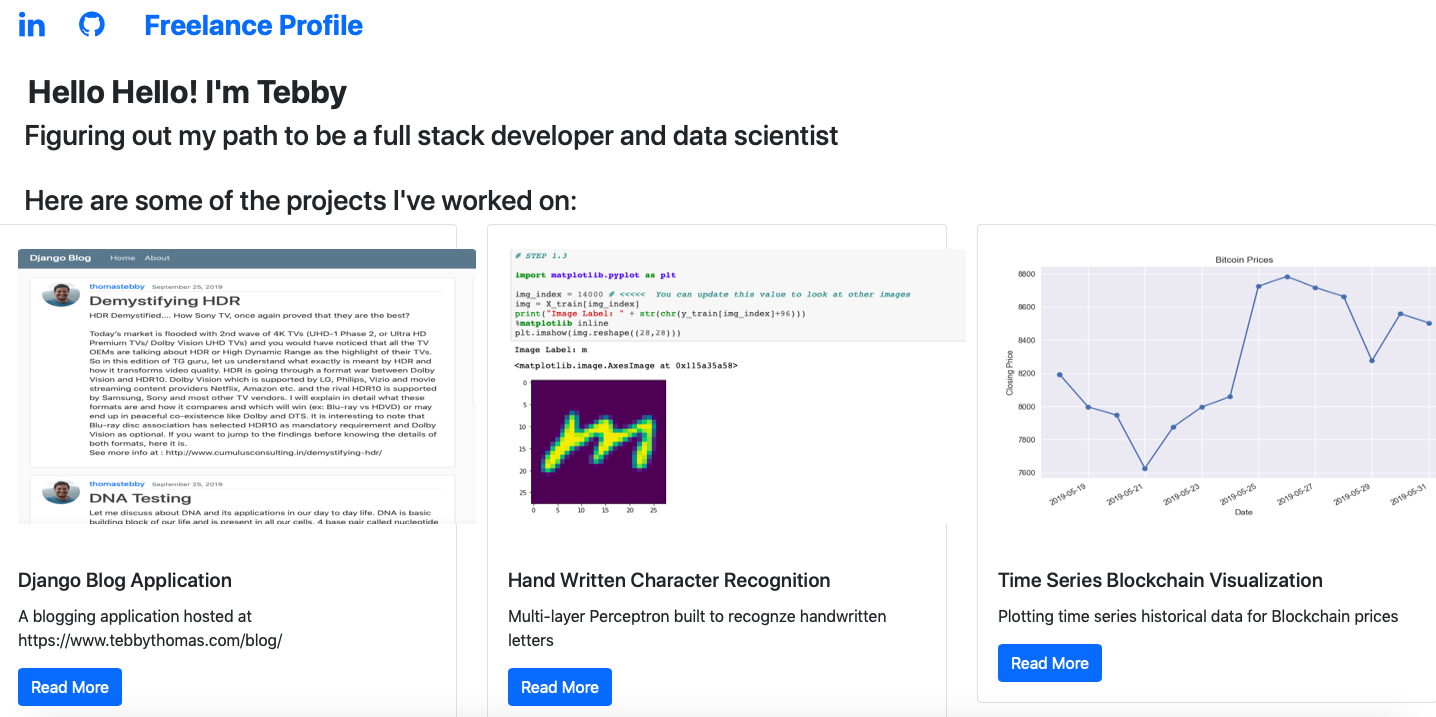 in
Freelance Profile
Hello Hello! I'm Tebby
Figuring out my path to be a full stack developer and data scientist
Here are some of the projects I've worked on:
Django Blog Home About
thomastebby September 25, 2019
Demystifying HDR
HDR Demystified.... How Sony TV, once again proved that they are the best?
Today's market is flooded with 2nd wave of 4K TVs (UHD-1 Phase 2, or Ultra HD
Premium TVs/ Dolby Vision UHD TVs) and you would have noticed that all the TV
OEMs are talking about HDR or High Dynamic Range as the highlight of their TVs.
So in this edition of TG guru, let us understand what exactly is meant by HDR and
how it transforms video quality. HDR is going through a format war between Dolby
Vision and HDR10. Dolby Vision which is supported by LG, Philips, Vizio and movie
streaming content providers Netflix, Amazon etc. and the rival HDR10 is supported
by Samsung, Sony and most other TV vendors. I will explain in detail what these
formats are and how it compares and which will win (ex: Blu-ray vs HDVD) or may
end up in peaceful co-existence like Dolby and DTS. It is interesting to note that
Blu-ray disc association has selected HDR10 as mandatory requirement and Dolby
Vision as optional. If you want to jump to the findings before knowing the details of
both formats, here it is.
See more info at : http://www.cumulusconsulting.in/demystifying-hdr/
thomastebby September 25, 2019
DNA Testing
Let me discuss about DNA and its applications in our day to day life. DNA is basic
building block of our life and is present in all our cells. 4 base pair called nucleotide
Django Blog Application
A blogging application hosted at
https://www.tebbythomas.com/blog/
Read More
# STEP 1.3
import matplotlib.pyplot as plt
img_index = 14000 # <<<<< You can update this value to look at other images
img = X_train[img_index]
print("Image Label: " + str(chr(y_train[img_index]+96)))
%matplotlib inline
plt.imshow(img.reshape((28,28)))
Image Label: m
<matplotlib.image.AxesImage at 0x115a35a58>
0
5
10
15
20
25
0 5 10 15 20 25
Hand Written Character Recognition
Multi-layer Perceptron built to recognze handwritten
letters
Read More
Bitcoin Prices
8800
8600
8400
8200
8000
7800
7600
Closing Price
2019-05-19 2019-05-21 2019-05-23 2019-05-25 2019-05-27 2019-05-29 2019-05-31
Date
Time Series Blockchain Visualization
Plotting time series historical data for Blockchain prices
Read More